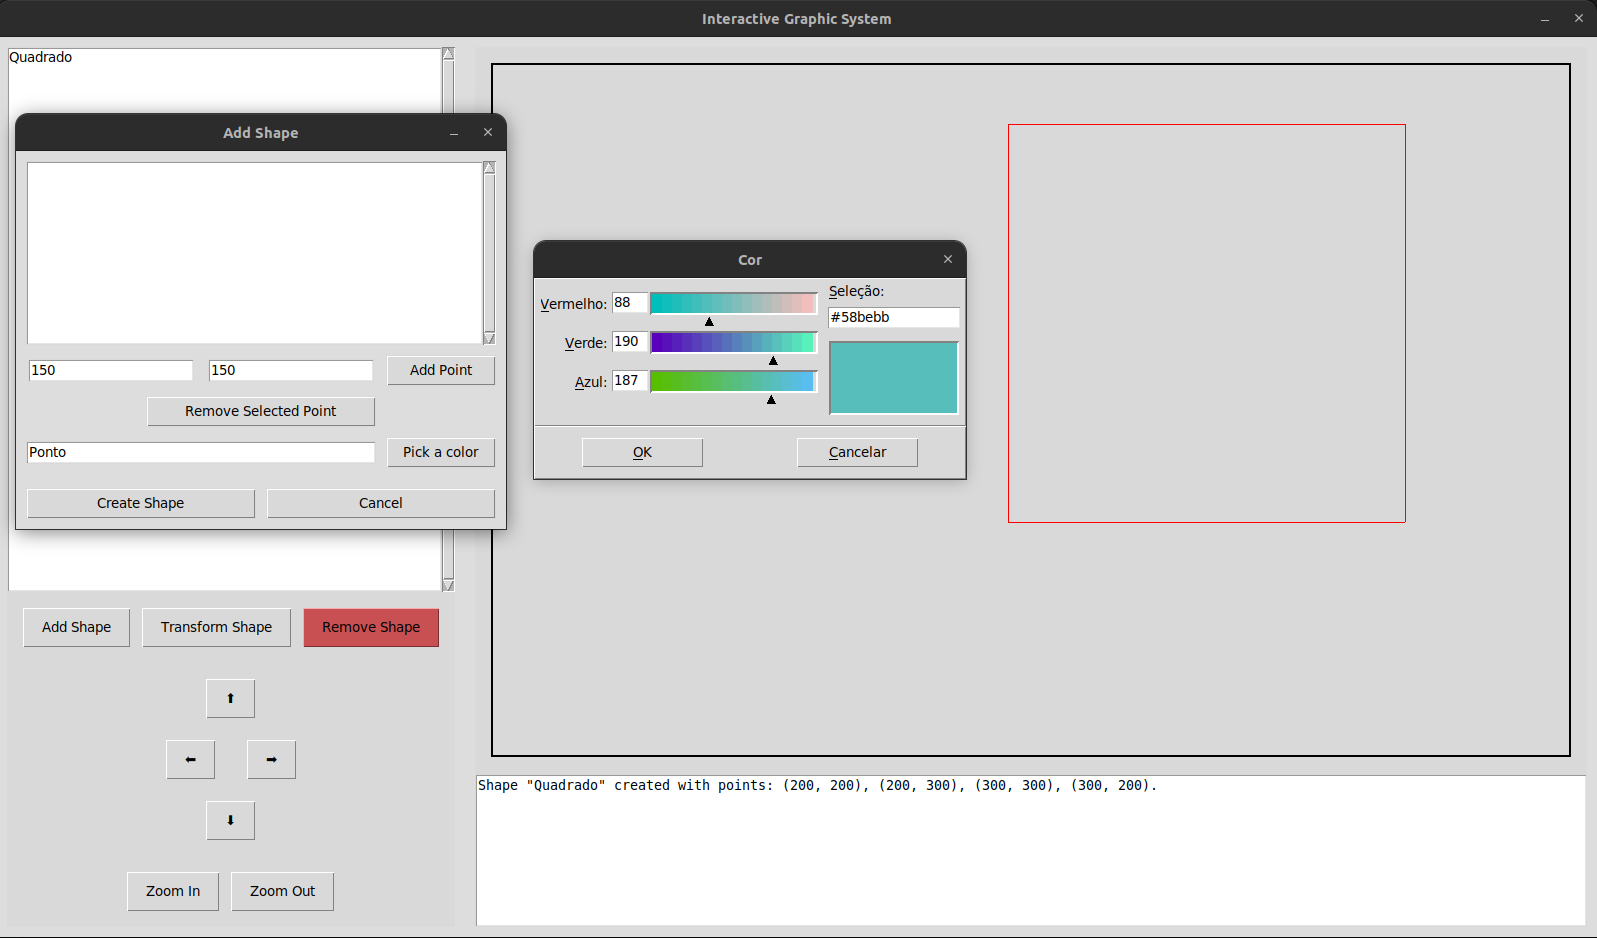 Interactive Graphic System
Quadrado
Add Shape
150
150
Add Point
Remove Selected Point
Ponto
Pick a color
Create Shape
Cancel
Cor
Vermelho:
88
Verde:
190
Azul:
187
Seleção:
#58bebb
OK
Cancelar
Add Shape
Transform Shape
Remove Shape
Zoom In
Zoom Out
Shape "Quadrado" created with points: (200, 200), (200, 300), (300, 300), (300, 200).